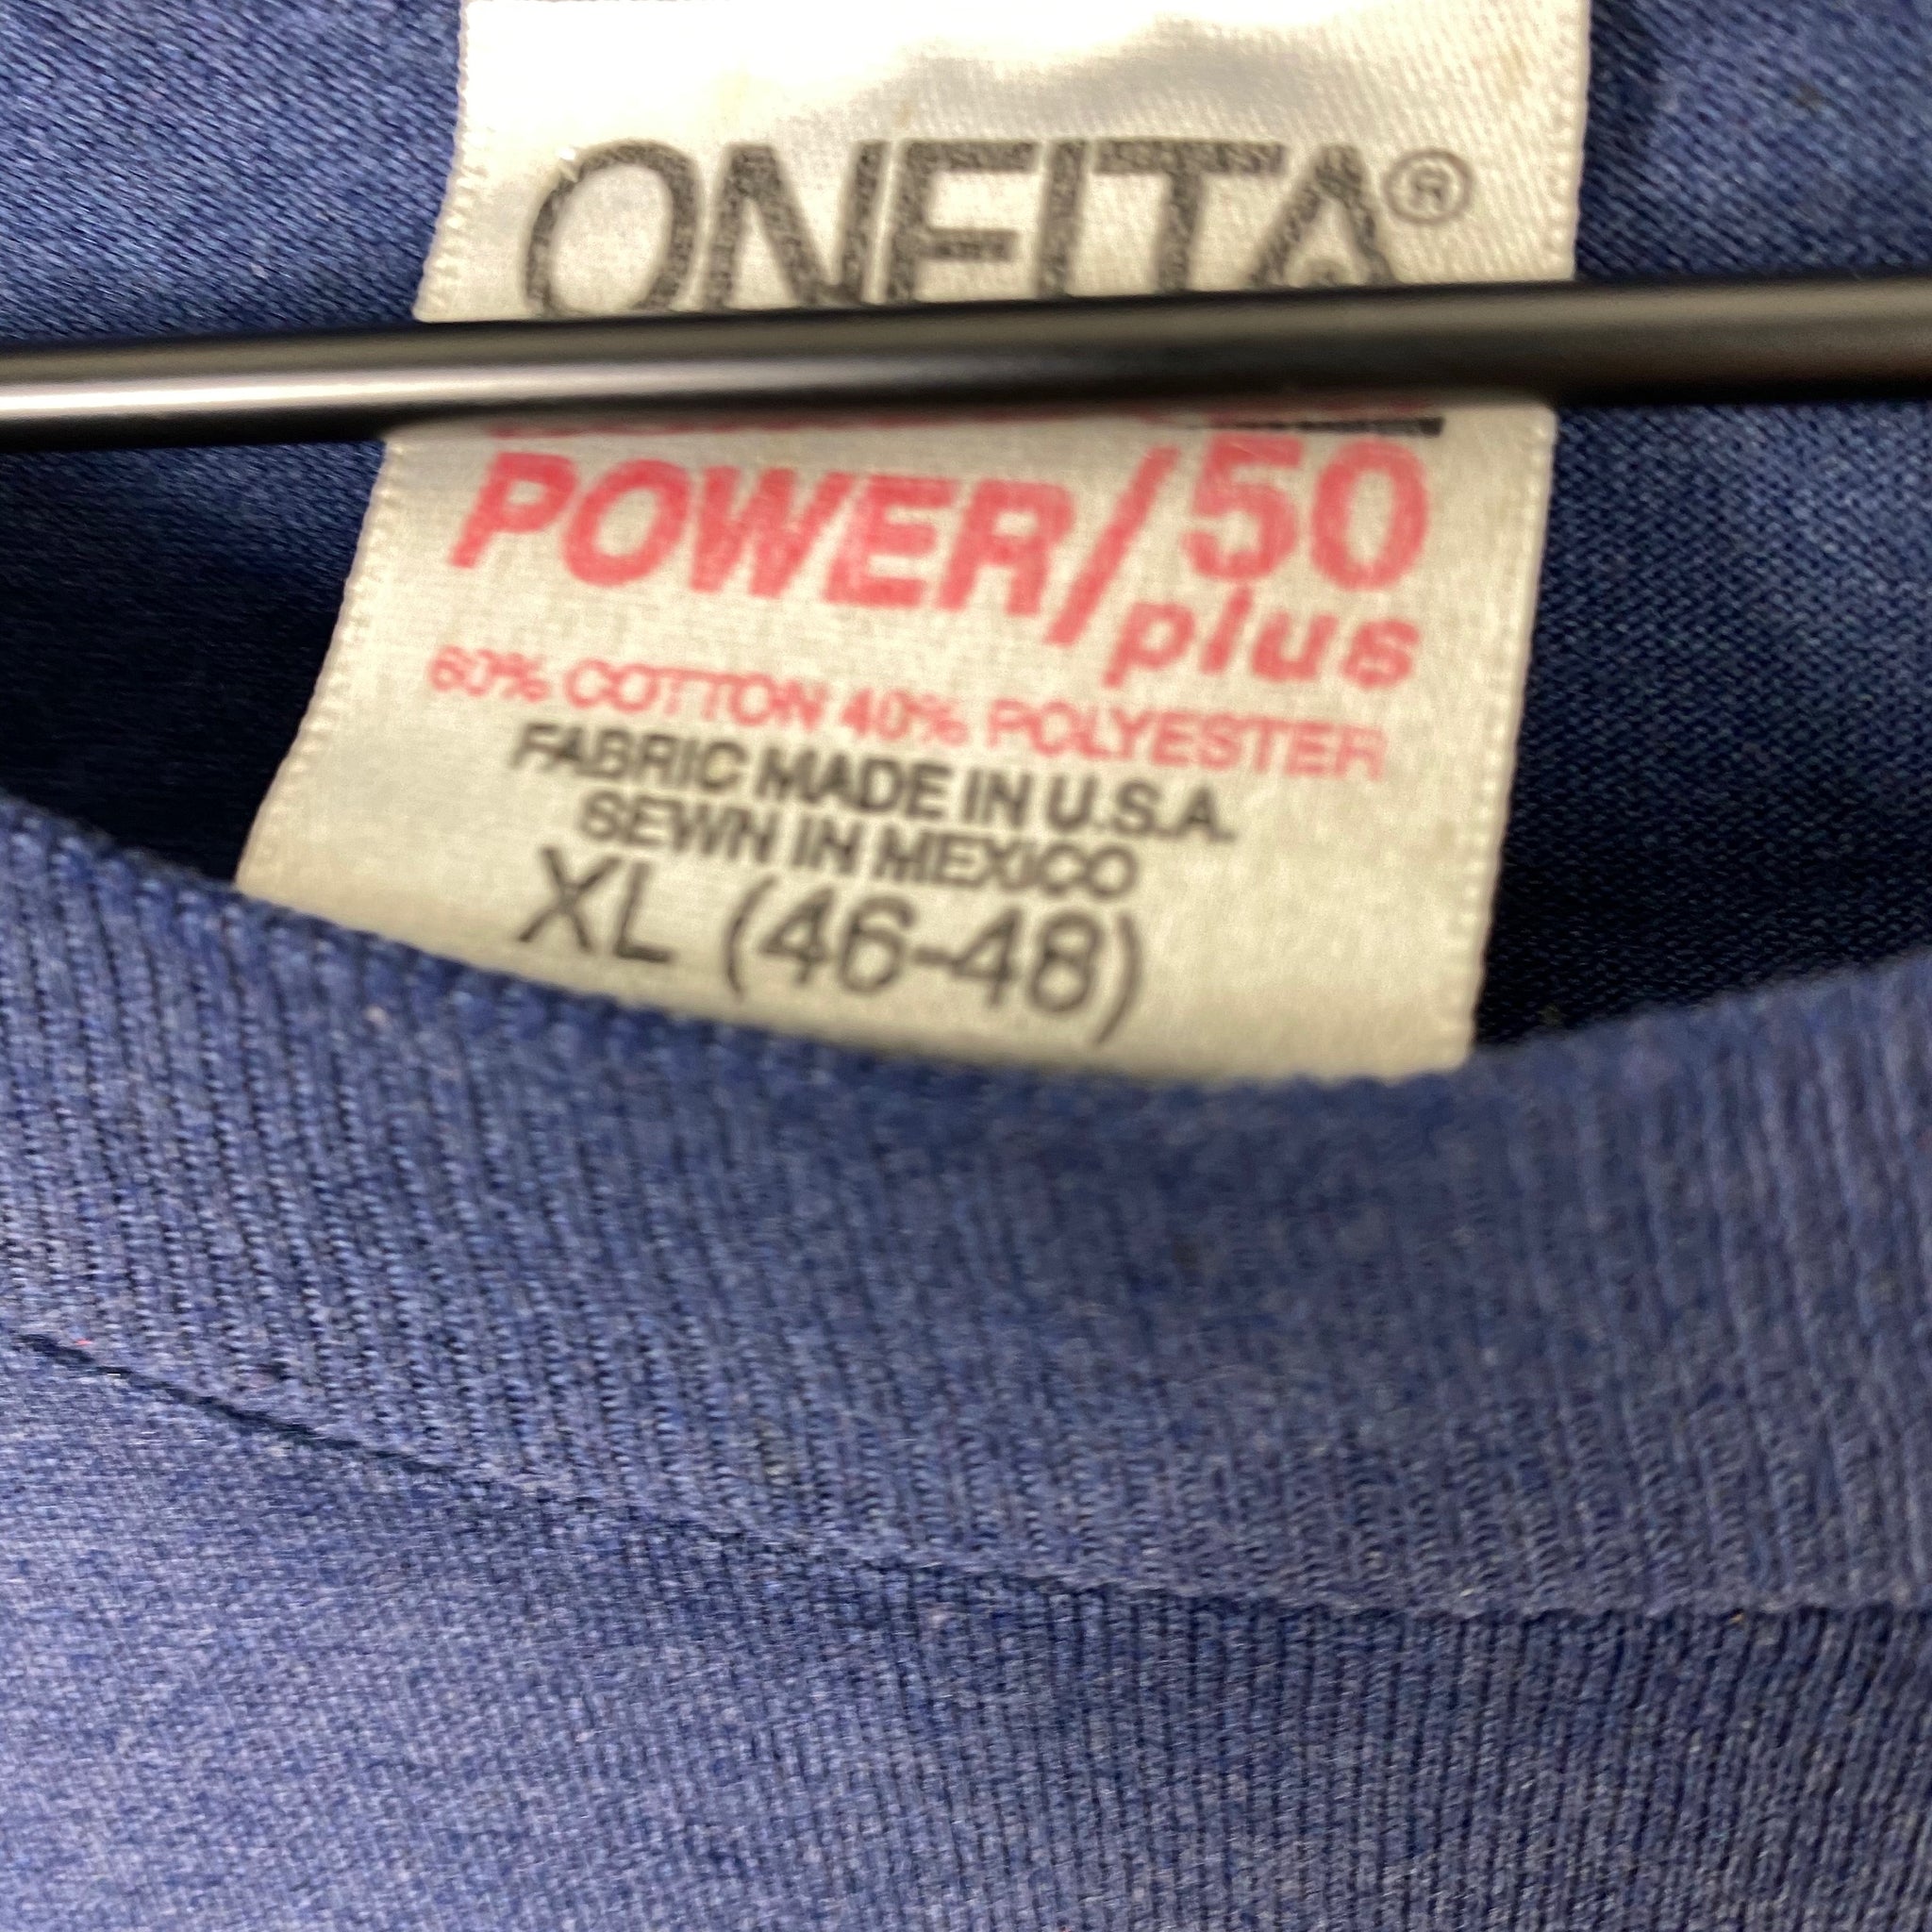 ONEITA®
POWER/50
plus
60% COTTON 40% POLYESTER
FABRIC MADE IN U.S.A.
SEWN IN MEXICO
XL (46-48)